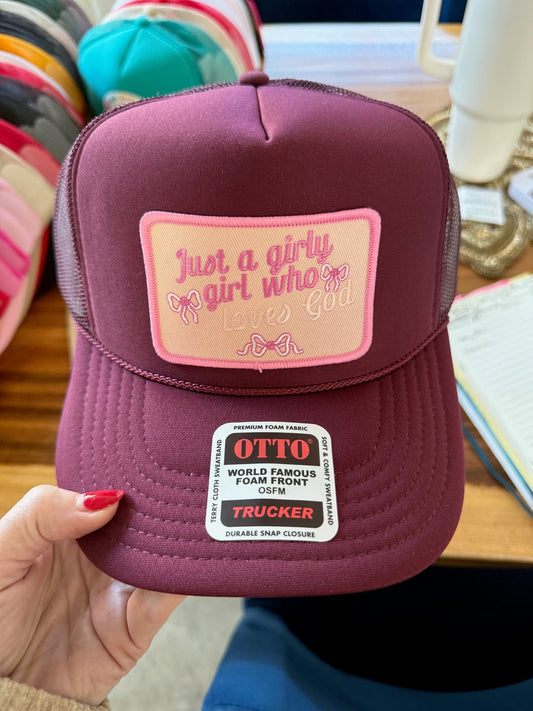 Just a girly
girl who
loves God
PREMIUM FOAM FABRIC
TERRY CLOTH SWEATBAND
SOFT & COMFY SWEATBAND
OTTO®
WORLD FAMOUS
FOAM FRONT
OSFM
TRUCKER
DURABLE SNAP CLOSURE